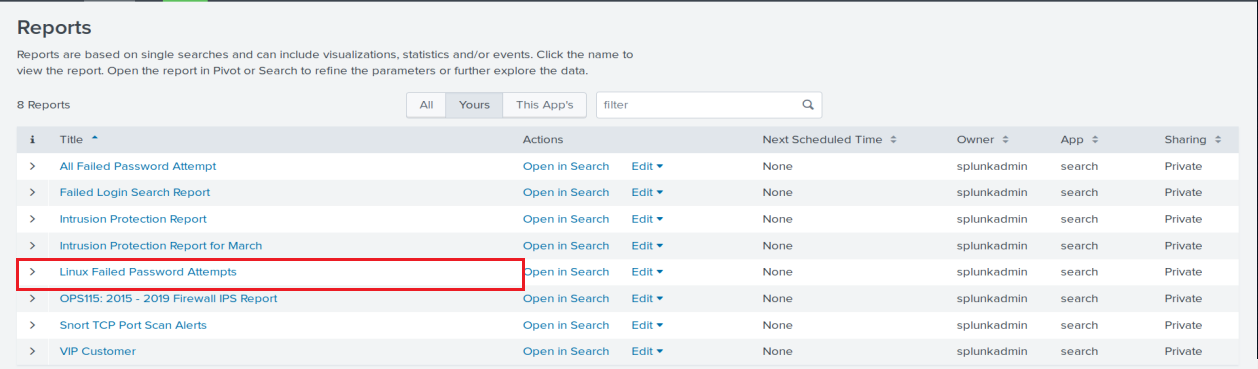 Reports
Reports are based on single searches and can include visualizations, statistics and/or events. Click the name to
view the report. Open the report in Pivot or Search to refine the parameters or further explore the data.
8 Reports All Yours This App's filter
i Title Actions Next Scheduled Time Owner App Sharing
All Failed Password Attempt Open in Search Edit None splunkadmin search Private
Failed Login Search Report Open in Search Edit None splunkadmin search Private
Intrusion Protection Report Open in Search Edit None splunkadmin search Private
Intrusion Protection Report for March Open in Search Edit None splunkadmin search Private
Linux Failed Password Attempts Open in Search Edit None splunkadmin search Private
OPS115: 2015 - 2019 Firewall IPS Report Open in Search Edit None splunkadmin search Private
Snort TCP Port Scan Alerts Open in Search Edit None splunkadmin search Private
VIP Customer Open in Search Edit None splunkadmin search Private